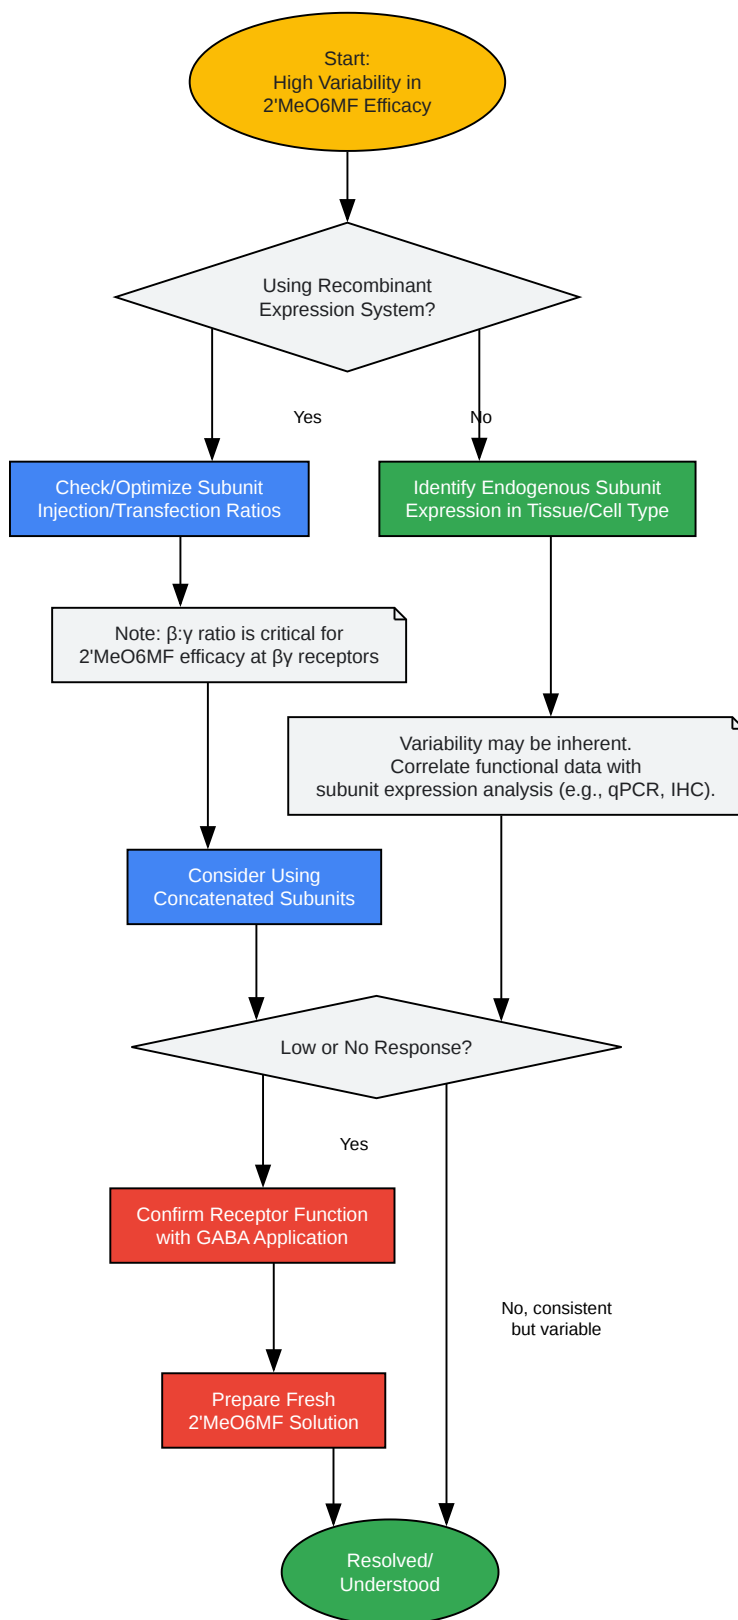 Start:
High Variability in
2'MeO6MF Efficacy
Using Recombinant
Expression System?
Yes
No
Check/Optimize Subunit
Injection/Transfection Ratios
Identify Endogenous Subunit
Expression in Tissue/Cell Type
Note: β:γ ratio is critical for
2'MeO6MF efficacy at βγ receptors
Variability may be inherent.
Correlate functional data with
subunit expression analysis (e.g., qPCR, IHC).
Consider Using
Concatenated Subunits
Low or No Response?
Yes
Confirm Receptor Function
with GABA Application
No, consistent
but variable
Prepare Fresh
2'MeO6MF Solution
Resolved/
Understood